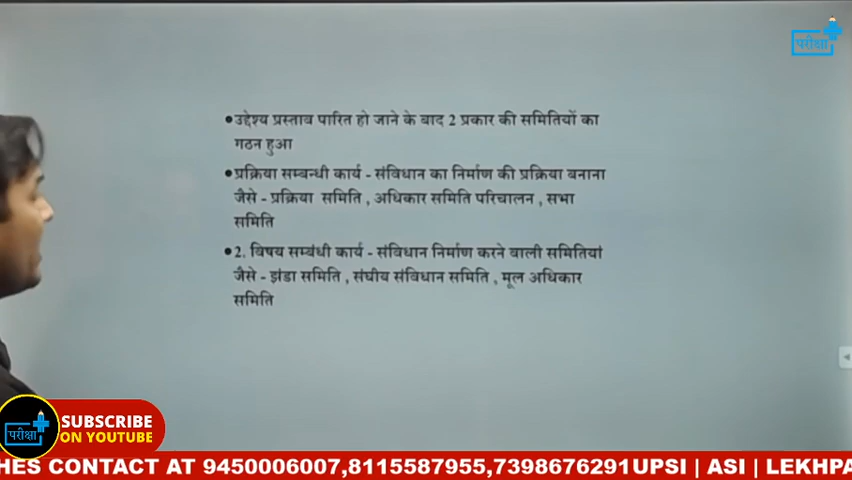 परीक्षा
•उद्देश्य प्रस्ताव पारित हो जाने के बाद 2 प्रकार की समितियों का
गठन हुआ
•प्रक्रिया सम्बन्धी कार्य - संविधान का निर्माण की प्रक्रिया बनाना
जैसे - प्रक्रिया समिति , अधिकार समिति परिचालन , सभा
समिति
•2. विषय सम्बंधी कार्य - संविधान निर्माण करने वाली समितियां
जैसे - झंडा समिति , संघीय संविधान समिति , मूल अधिकार
समिति
परीक्षा
SUBSCRIBE
ON YOUTUBE
HES CONTACT AT 9450006007,8115587955,7398676291UPSI | ASI | LEKHPA